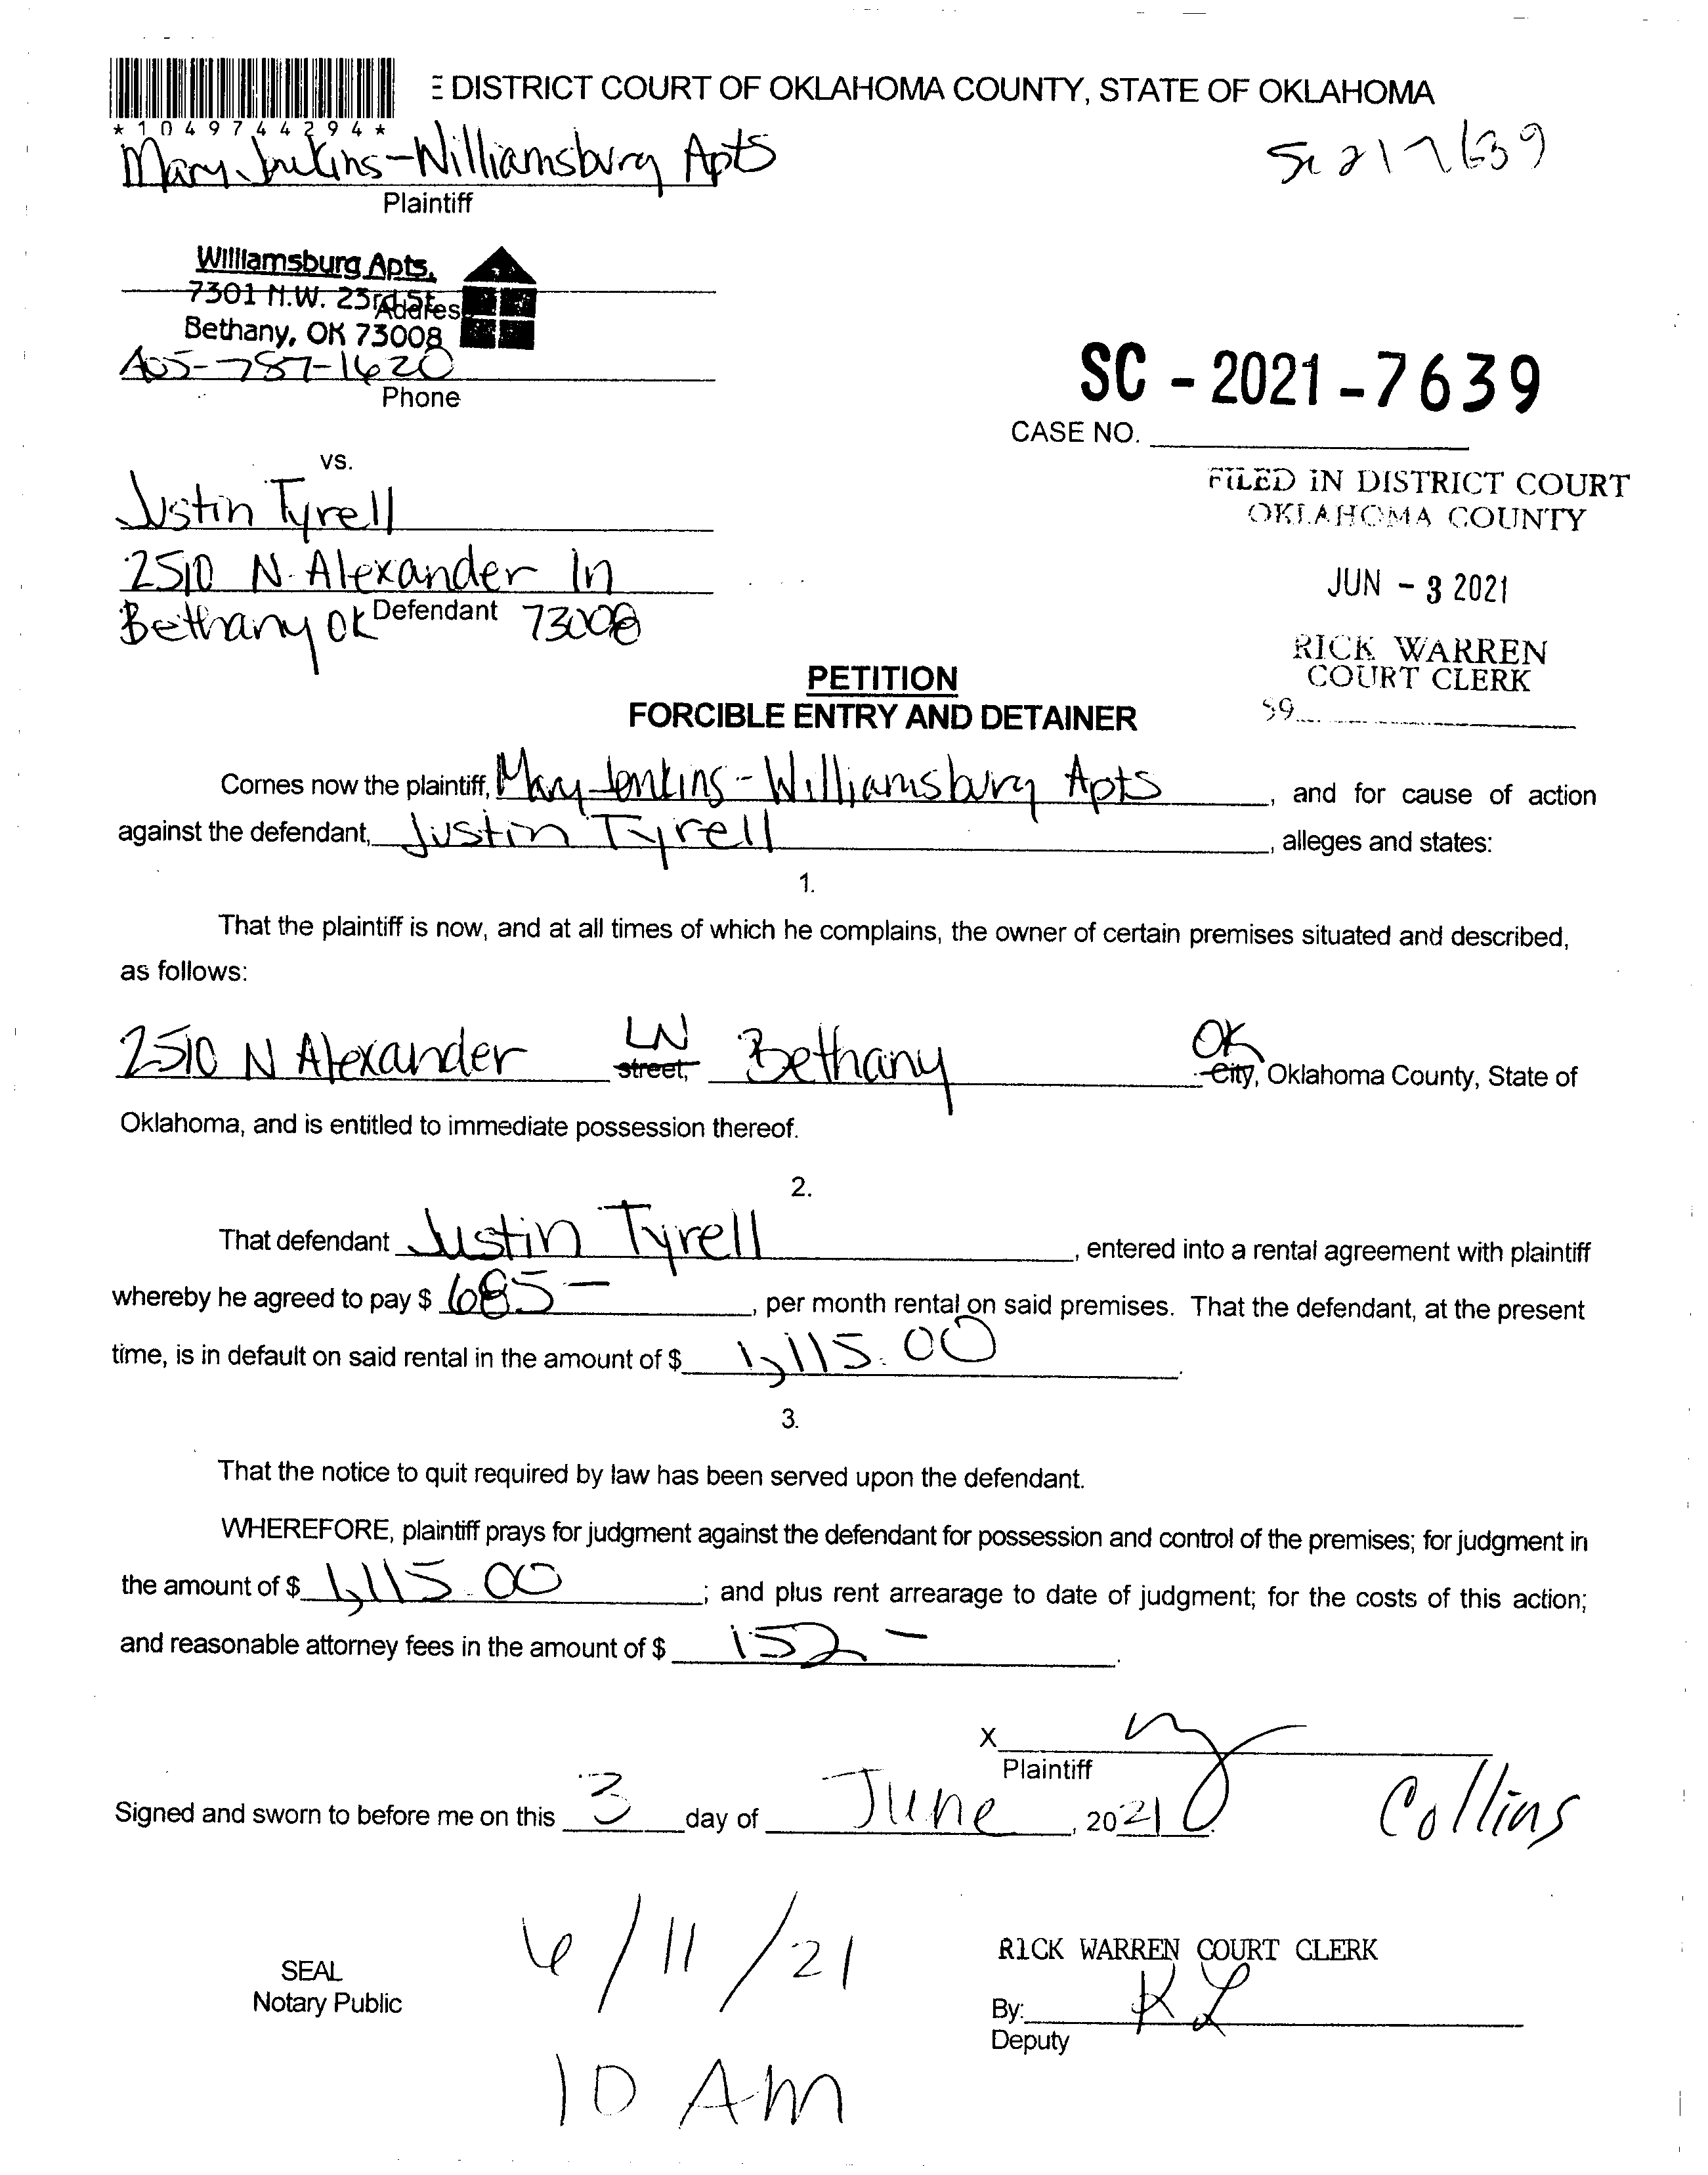 DISTRICT COURT OF OKLAHOMA COUNTY, STATE OF OKLAHOMA
*1049744294*
Mary Jenkins-Williamsburg Apts
Plaintiff
SC 217639
Williamsburg Apts.
7301 N.W. 23rd St.
Address
Bethany, OK 73008
405-787-1620
Phone
SC - 2021 - 7639
CASE NO.
vs.
Justin Tyrell
2510 N. Alexander ln
Defendant
Bethany OK 73008
FILED IN DISTRICT COURT
OKLAHOMA COUNTY
JUN - 3 2021
RICK WARREN
COURT CLERK
PETITION
FORCIBLE ENTRY AND DETAINER
Comes now the plaintiff, Mary Jenkins-Williamsburg Apts, and for cause of action
against the defendant, Justin Tyrell, alleges and states:
1.
That the plaintiff is now, and at all times of which he complains, the owner of certain premises situated and described,
as follows:
2510 N Alexander LN street, Bethany OK City, Oklahoma County, State of
Oklahoma, and is entitled to immediate possession thereof.
2.
That defendant Justin Tyrell, entered into a rental agreement with plaintiff
whereby he agreed to pay $ 685-, per month rental on said premises. That the defendant, at the present
time, is in default on said rental in the amount of $ 1,115.00.
3.
That the notice to quit required by law has been served upon the defendant.
WHEREFORE, plaintiff prays for judgment against the defendant for possession and control of the premises; for judgment in
the amount of $ 1,115.00; and plus rent arrearage to date of judgment; for the costs of this action;
and reasonable attorney fees in the amount of $ 152-.
X
Plaintiff
Signed and sworn to before me on this 3 day of June, 2021.
Collins
6/11/21
10 AM
SEAL
Notary Public
RICK WARREN COURT CLERK
By: KL
Deputy